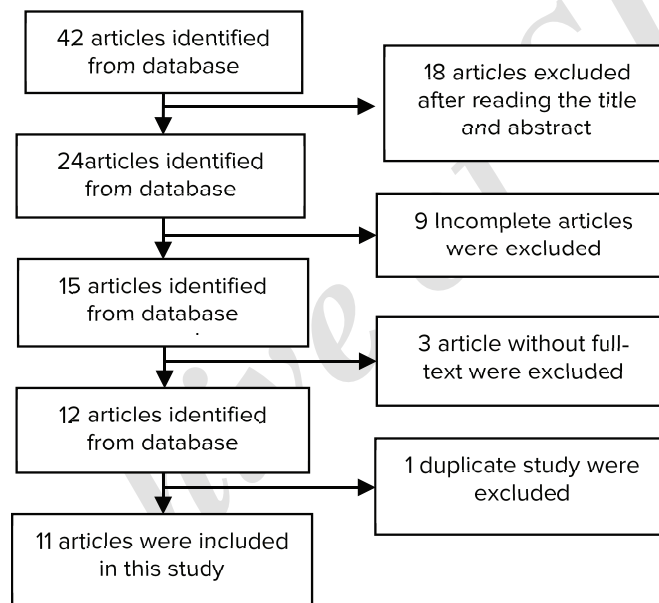 42 articles identified
from database
18 articles excluded
after reading the title
and abstract
24articles identified
from database
9 Incomplete articles
were excluded
15 articles identified
from database
3 article without full-
text were excluded
12 articles identified
from database
1 duplicate study were
excluded
11 articles were included
in this study